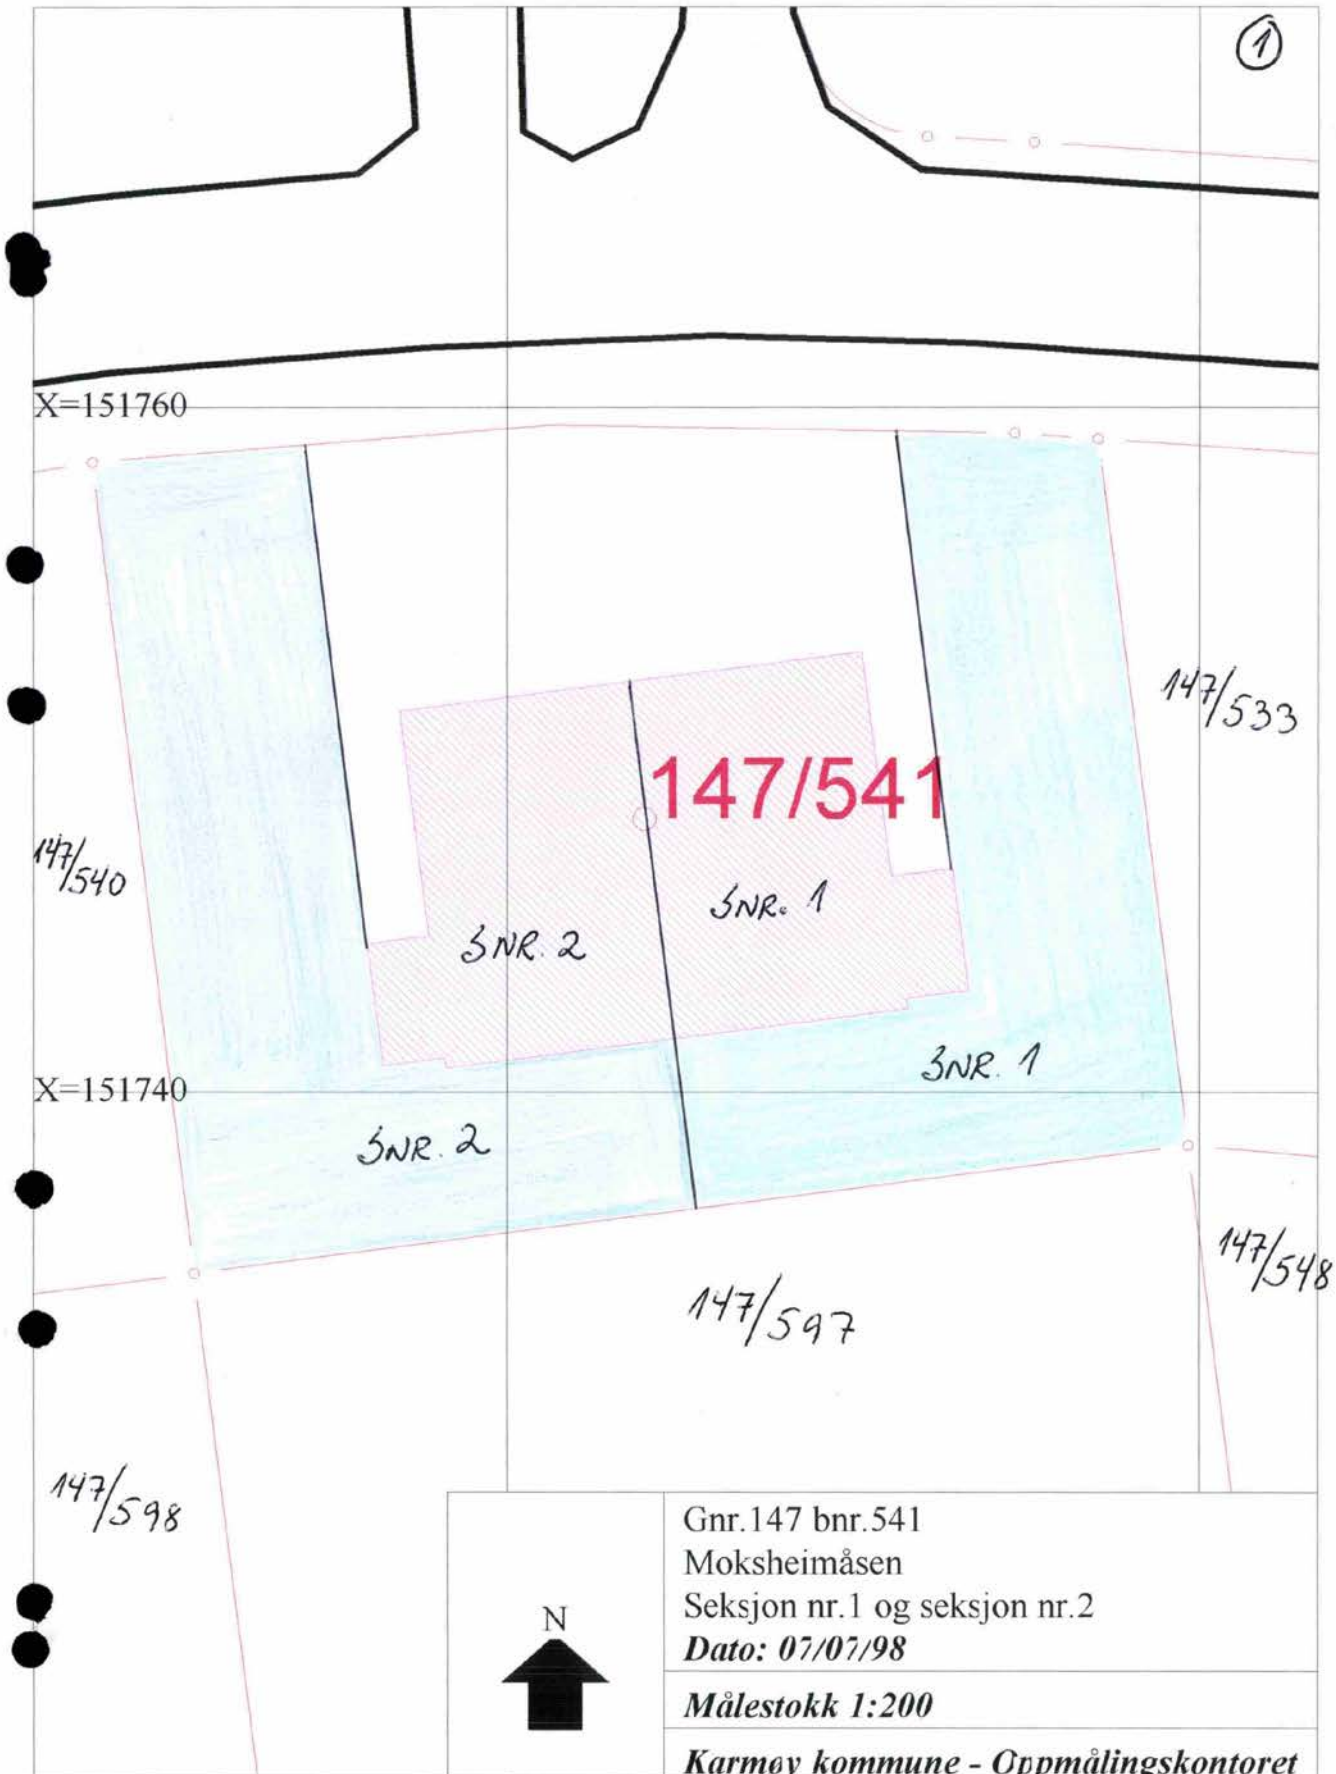 1
X=151760
147/533
147/541
147/540
SNR. 1
SNR. 2
SNR. 1
X=151740
SNR. 2
147/548
147/597
147/598
Gnr.147 bnr.541
Moksheimåsen
Seksjon nr.1 og seksjon nr.2
N
Dato: 07/07/98
Målestokk 1:200
Karmøy kommune - Oppmålingskontoret